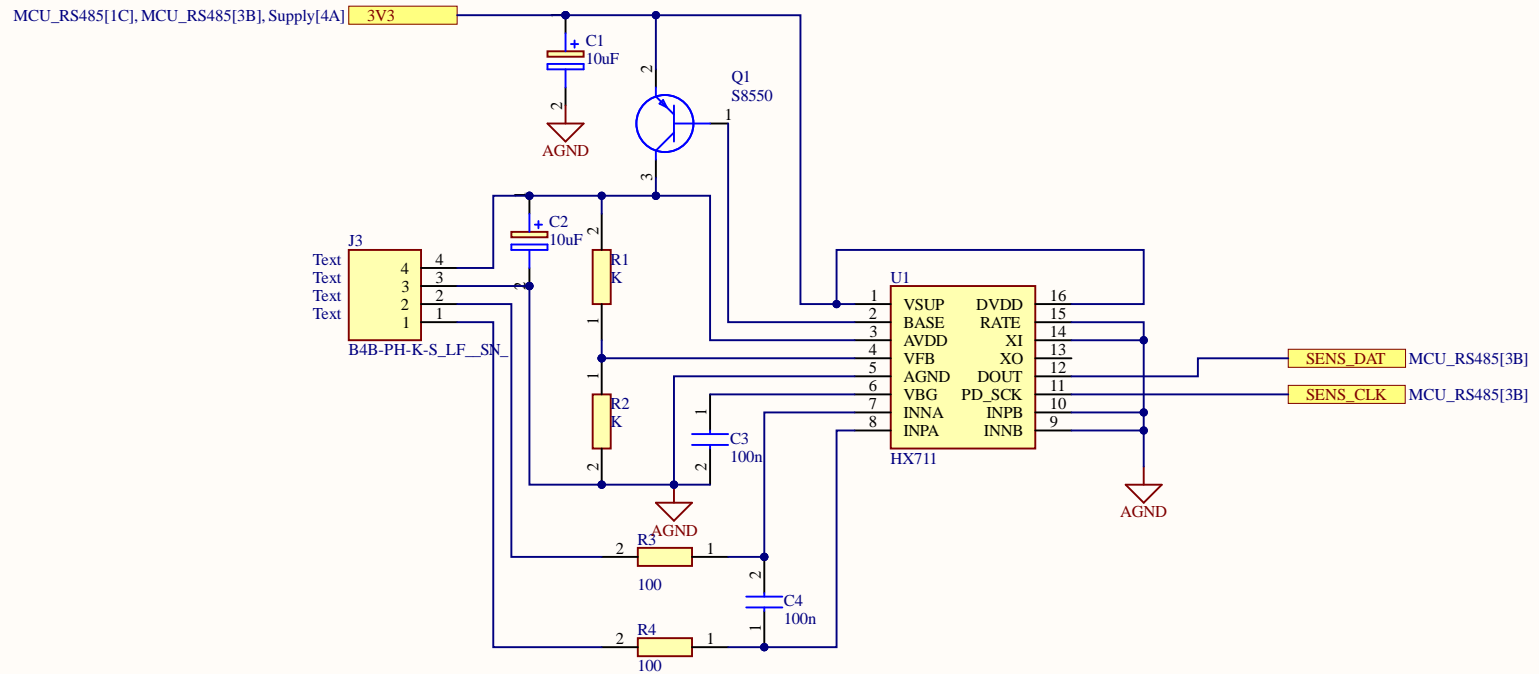 MCU_RS485[1C], MCU_RS485[3B], Supply[4A] 3V3
C1
10uF
2
AGND
2
Q1
S8550
1
3
C2
10uF
2
J3
Text 4 4
Text 3 3
Text 2 2
Text 1 1
B4B-PH-K-S_LF__SN_
2
R1
K
1
1
R2
K
2
1
C3
100n
2
AGND
U1
1 VSUP DVDD 16
2 BASE RATE 15
3 AVDD XI 14
4 VFB XO 13
5 AGND DOUT 12
6 VBG PD_SCK 11
7 INNA INPB 10
8 INPA INNB 9
HX711
SENS_DAT MCU_RS485[3B]
SENS_CLK MCU_RS485[3B]
AGND
R3
2 1
100
2
C4
100n
1
R4
2 1
100